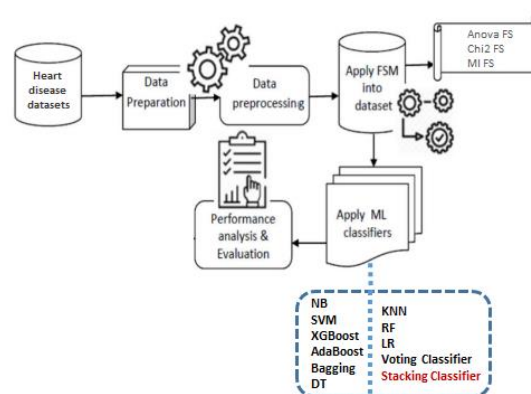 Heart
disease
datasets
Data
Preparation
Data
preprocessing
Apply FSM
into
dataset
Anova FS
Chi2 FS
MI FS
Apply ML
classifiers
Performance
analysis &
Evaluation
NB
SVM
XGBoost
AdaBoost
Bagging
DT
KNN
RF
LR
Voting Classifier
Stacking Classifier